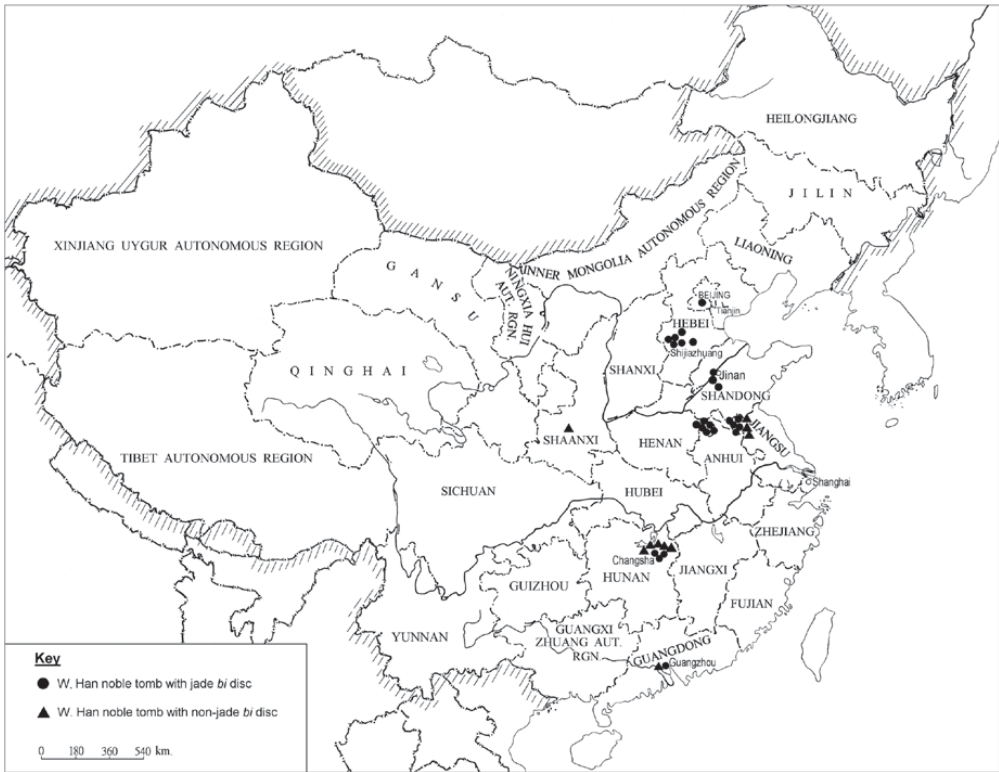 HEILONGJIANG
JILIN
LIAONING
INNER MONGOLIA AUTONOMOUS REGION
XINJIANG UYGUR AUTONOMOUS REGION
GANSU
NINGXIA HUI
AUT. RGN.
BEIJING
Tianjin
HEBEI
Shijiazhuang
QINGHAI
SHANXI
Jinan
SHANDONG
SHAANXI
HENAN
JIANGSU
ANHUI
TIBET AUTONOMOUS REGION
SICHUAN
HUBEI
Shanghai
ZHEJIANG
Changsha
HUNAN
JIANGXI
GUIZHOU
FUJIAN
YUNNAN
GUANGXI
ZHUANG AUT.
RGN.
GUANGDONG
Guangzhou
Key
W. Han noble tomb with jade bi disc
W. Han noble tomb with non-jade bi disc
0 180 360 540 km.